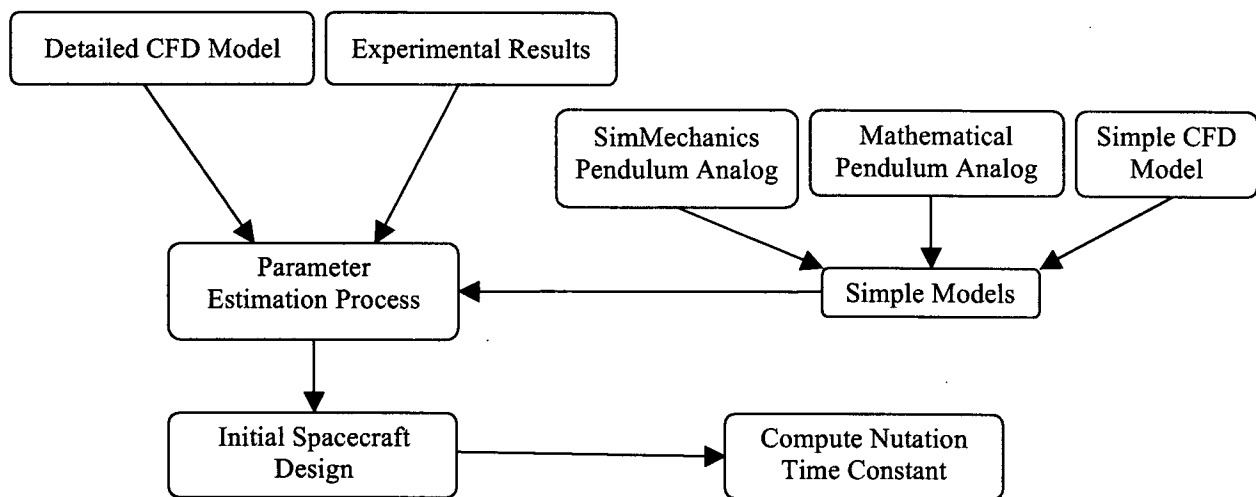 Detailed CFD Model
Experimental Results
SimMechanics
Pendulum Analog
Mathematical
Pendulum Analog
Simple CFD
Model
Parameter
Estimation Process
Simple Models
Initial Spacecraft
Design
Compute Nutation
Time Constant